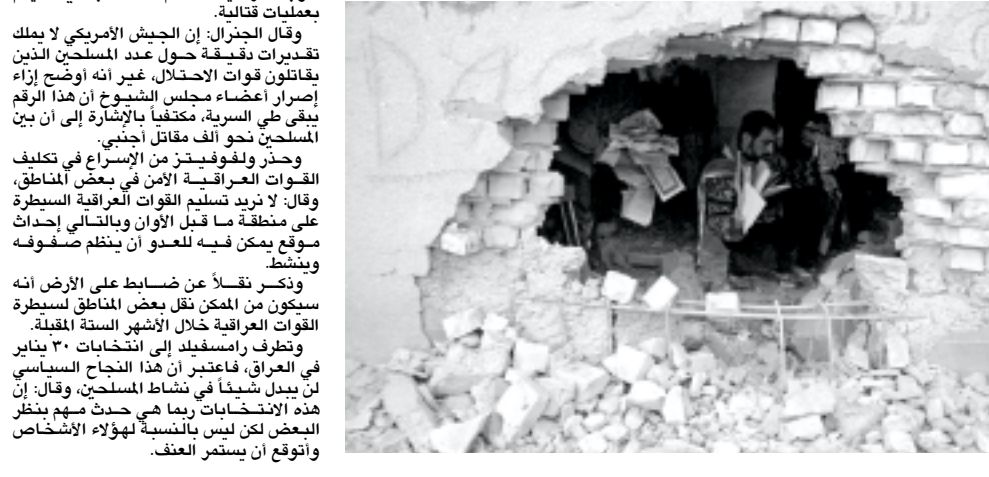 بعمليات قتالية.
وقال الجنرال: إن الجيش الأمريكي لا يملك
تقديرات دقيقة حول عدد المسلحين الذين
يقاتلون قوات الاحتلال، غير أنه أوضح إزاء
إصرار أعضاء مجلس الشيوخ أن هذا الرقم
يبقى طي السرية، مكتفياً بالإشارة إلى أن بين
المسلحين نحو ألف مقاتل أجنبي.
وحذر ولفوفيتز من الإسراع في تكليف
القوات العراقية الأمن في بعض المناطق،
وقال: لا نريد تسليم القوات العراقية السيطرة
على منطقة ما قبل الأوان وبالتالي إحداث
موقع يمكن فيه للعدو أن ينظم صفوفه
وينشط.
وذكر نقلاً عن ضابط على الأرض أنه
سيكون من الممكن نقل بعض المناطق لسيطرة
القوات العراقية خلال الأشهر الستة المقبلة.
وتطرف رامسفيلد إلى انتخابات ٣٠ يناير
في العراق، فاعتبر أن هذا النجاح السياسي
لن يبدل شيئاً في نشاط المسلحين، وقال: إن
هذه الانتخابات ربما هي حدث مهم بنظر
البعض لكن ليس بالنسبة لهؤلاء الأشخاص
وأتوقع أن يستمر العنف.